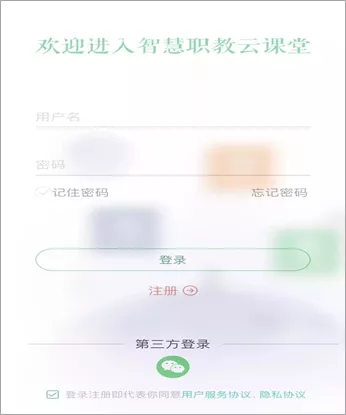 欢迎进入智慧职教云课堂
用户名
密码
记住密码 忘记密码
登录
注册
第三方登录
登录注册即代表你同意用户服务协议、隐私协议